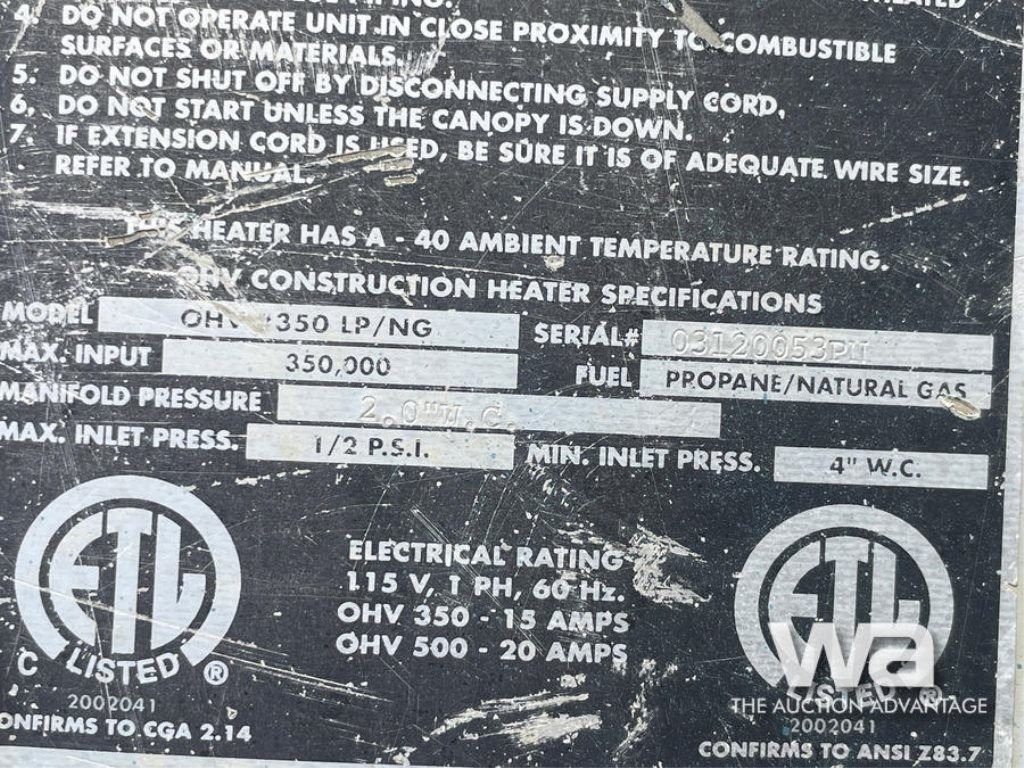 4. DO NOT OPERATE UNIT IN CLOSE PROXIMITY TO COMBUSTIBLE
SURFACES OR MATERIALS.
5. DO NOT SHUT OFF BY DISCONNECTING SUPPLY CORD.
6. DO NOT START UNLESS THE CANOPY IS DOWN.
7. IF EXTENSION CORD IS USED, BE SURE IT IS OF ADEQUATE WIRE SIZE.
REFER TO MANUAL.
THIS HEATER HAS A - 40 AMBIENT TEMPERATURE RATING.
OHV CONSTRUCTION HEATER SPECIFICATIONS
MODEL OHV 350 LP/NG SERIAL# 03120053PN
MAX. INPUT 350,000 FUEL PROPANE/NATURAL GAS
MANIFOLD PRESSURE 2.0"W.C.
MAX. INLET PRESS. 1/2 P.S.I. MIN. INLET PRESS. 4" W.C.
ELECTRICAL RATING
115 V, 1 PH, 60 Hz.
OHV 350 - 15 AMPS
OHV 500 - 20 AMPS
ETL
C LISTED ®
2002041
CONFIRMS TO CGA 2.14
ETL
LISTED ®
wa
THE AUCTION ADVANTAGE
2002041
CONFIRMS TO ANSI Z83.7